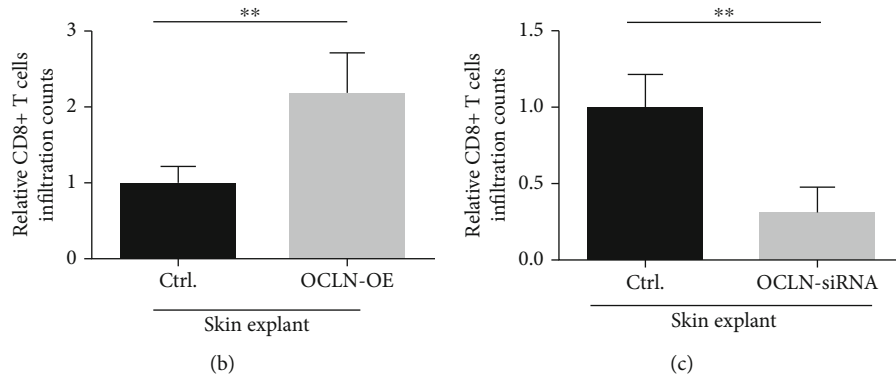 **
Relative CD8+ T cells
infiltration counts
3
2
1
0
Ctrl.
OCLN-OE
Skin explant
(b)
**
Relative CD8+ T cells
infiltration counts
1.5
1.0
0.5
0.0
Ctrl.
OCLN-siRNA
Skin explant
(c)